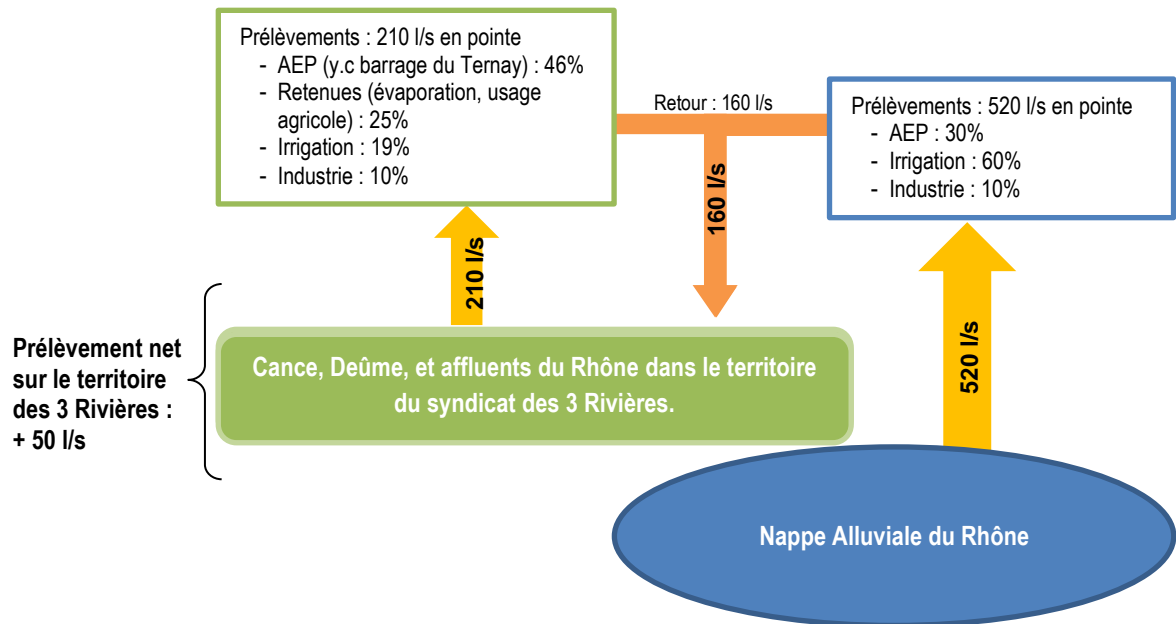 Prélèvements : 210 l/s en pointe
- AEP (y.c barrage du Ternay) : 46%
- Retenues (évaporation, usage
agricole) : 25%
- Irrigation : 19%
- Industrie : 10%
Retour : 160 l/s
Prélèvements : 520 l/s en pointe
- AEP : 30%
- Irrigation : 60%
- Industrie : 10%
210 l/s
160 l/s
520 l/s
Prélèvement net
sur le territoire
des 3 Rivières :
+ 50 l/s
Cance, Deûme, et affluents du Rhône dans le territoire
du syndicat des 3 Rivières.
Nappe Alluviale du Rhône